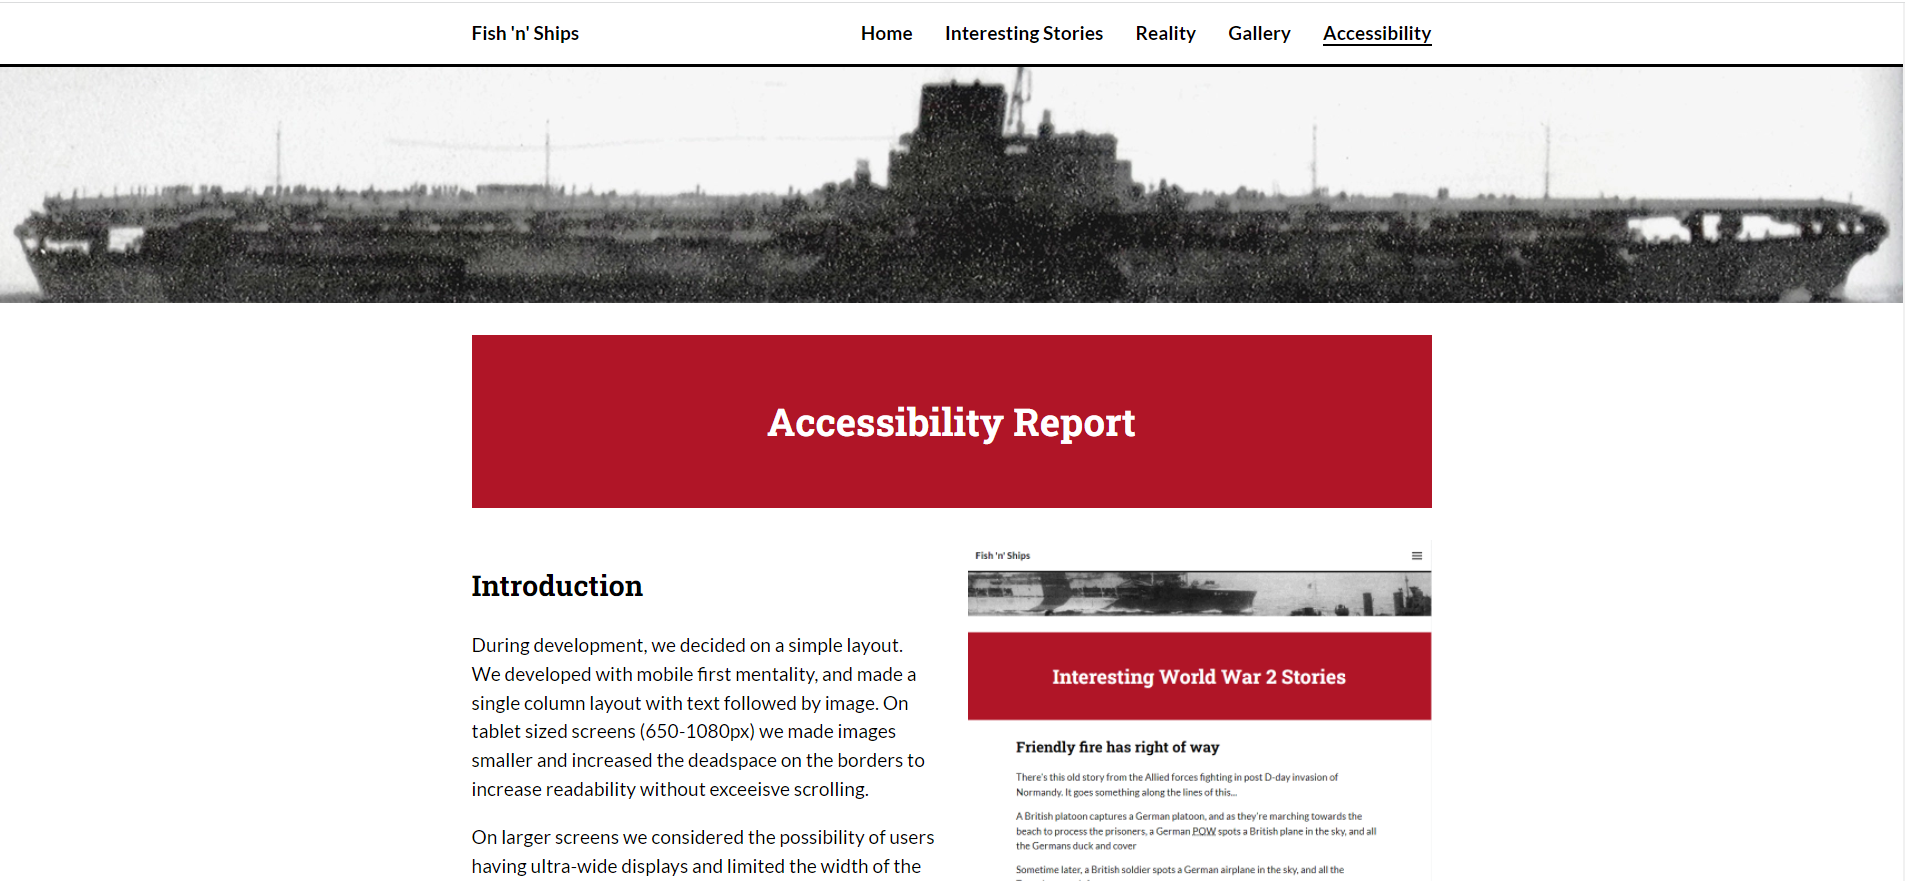 Fish 'n' Ships
Home Interesting Stories Reality Gallery Accessibility
Accessibility Report
Introduction
During development, we decided on a simple layout.
We developed with mobile first mentality, and made a
single column layout with text followed by image. On
tablet sized screens (650-1080px) we made images
smaller and increased the deadspace on the borders to
increase readability without exceeisve scrolling.
On larger screens we considered the possibility of users
having ultra-wide displays and limited the width of the
Fish 'n' Ships
Interesting World War 2 Stories
Friendly fire has right of way
There's this old story from the Allied forces fighting in post D-day invasion of
Normandy. It goes something along the lines of this...
A British platoon captures a German platoon, and as they're marching towards the
beach to process the prisoners, a German POW spots a British plane in the sky, and all
the Germans duck and cover
Sometime later, a British soldier spots a German airplane in the sky, and all the